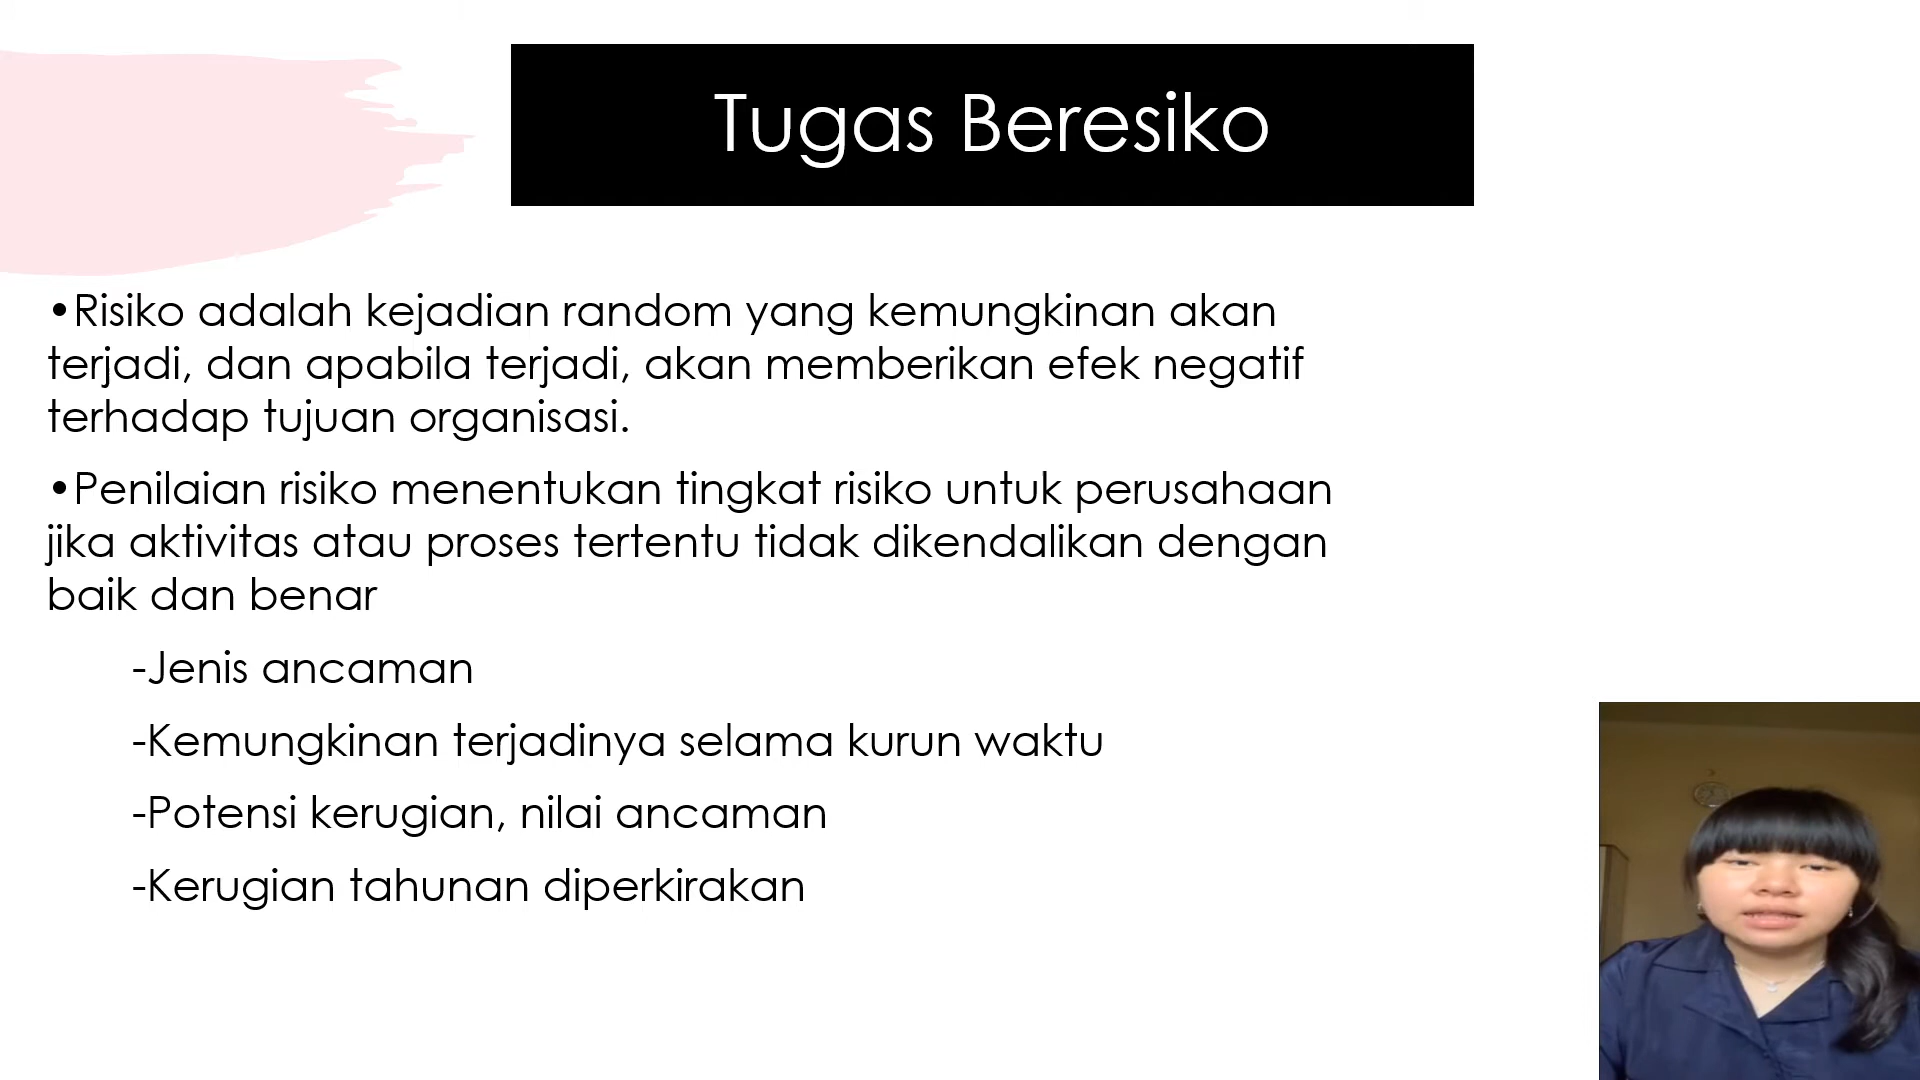 Tugas Beresiko
•Risiko adalah kejadian random yang kemungkinan akan
terjadi, dan apabila terjadi, akan memberikan efek negatif
terhadap tujuan organisasi.
•Penilaian risiko menentukan tingkat risiko untuk perusahaan
jika aktivitas atau proses tertentu tidak dikendalikan dengan
baik dan benar
-Jenis ancaman
-Kemungkinan terjadinya selama kurun waktu
-Potensi kerugian, nilai ancaman
-Kerugian tahunan diperkirakan